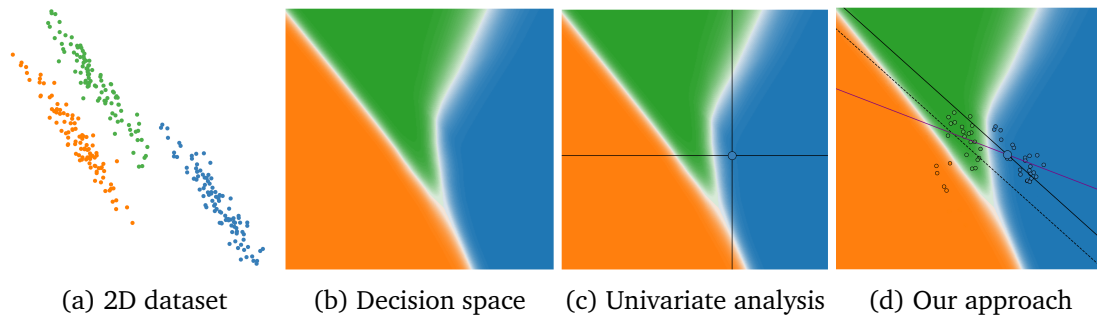 (a) 2D dataset
(b) Decision space
(c) Univariate analysis
(d) Our approach